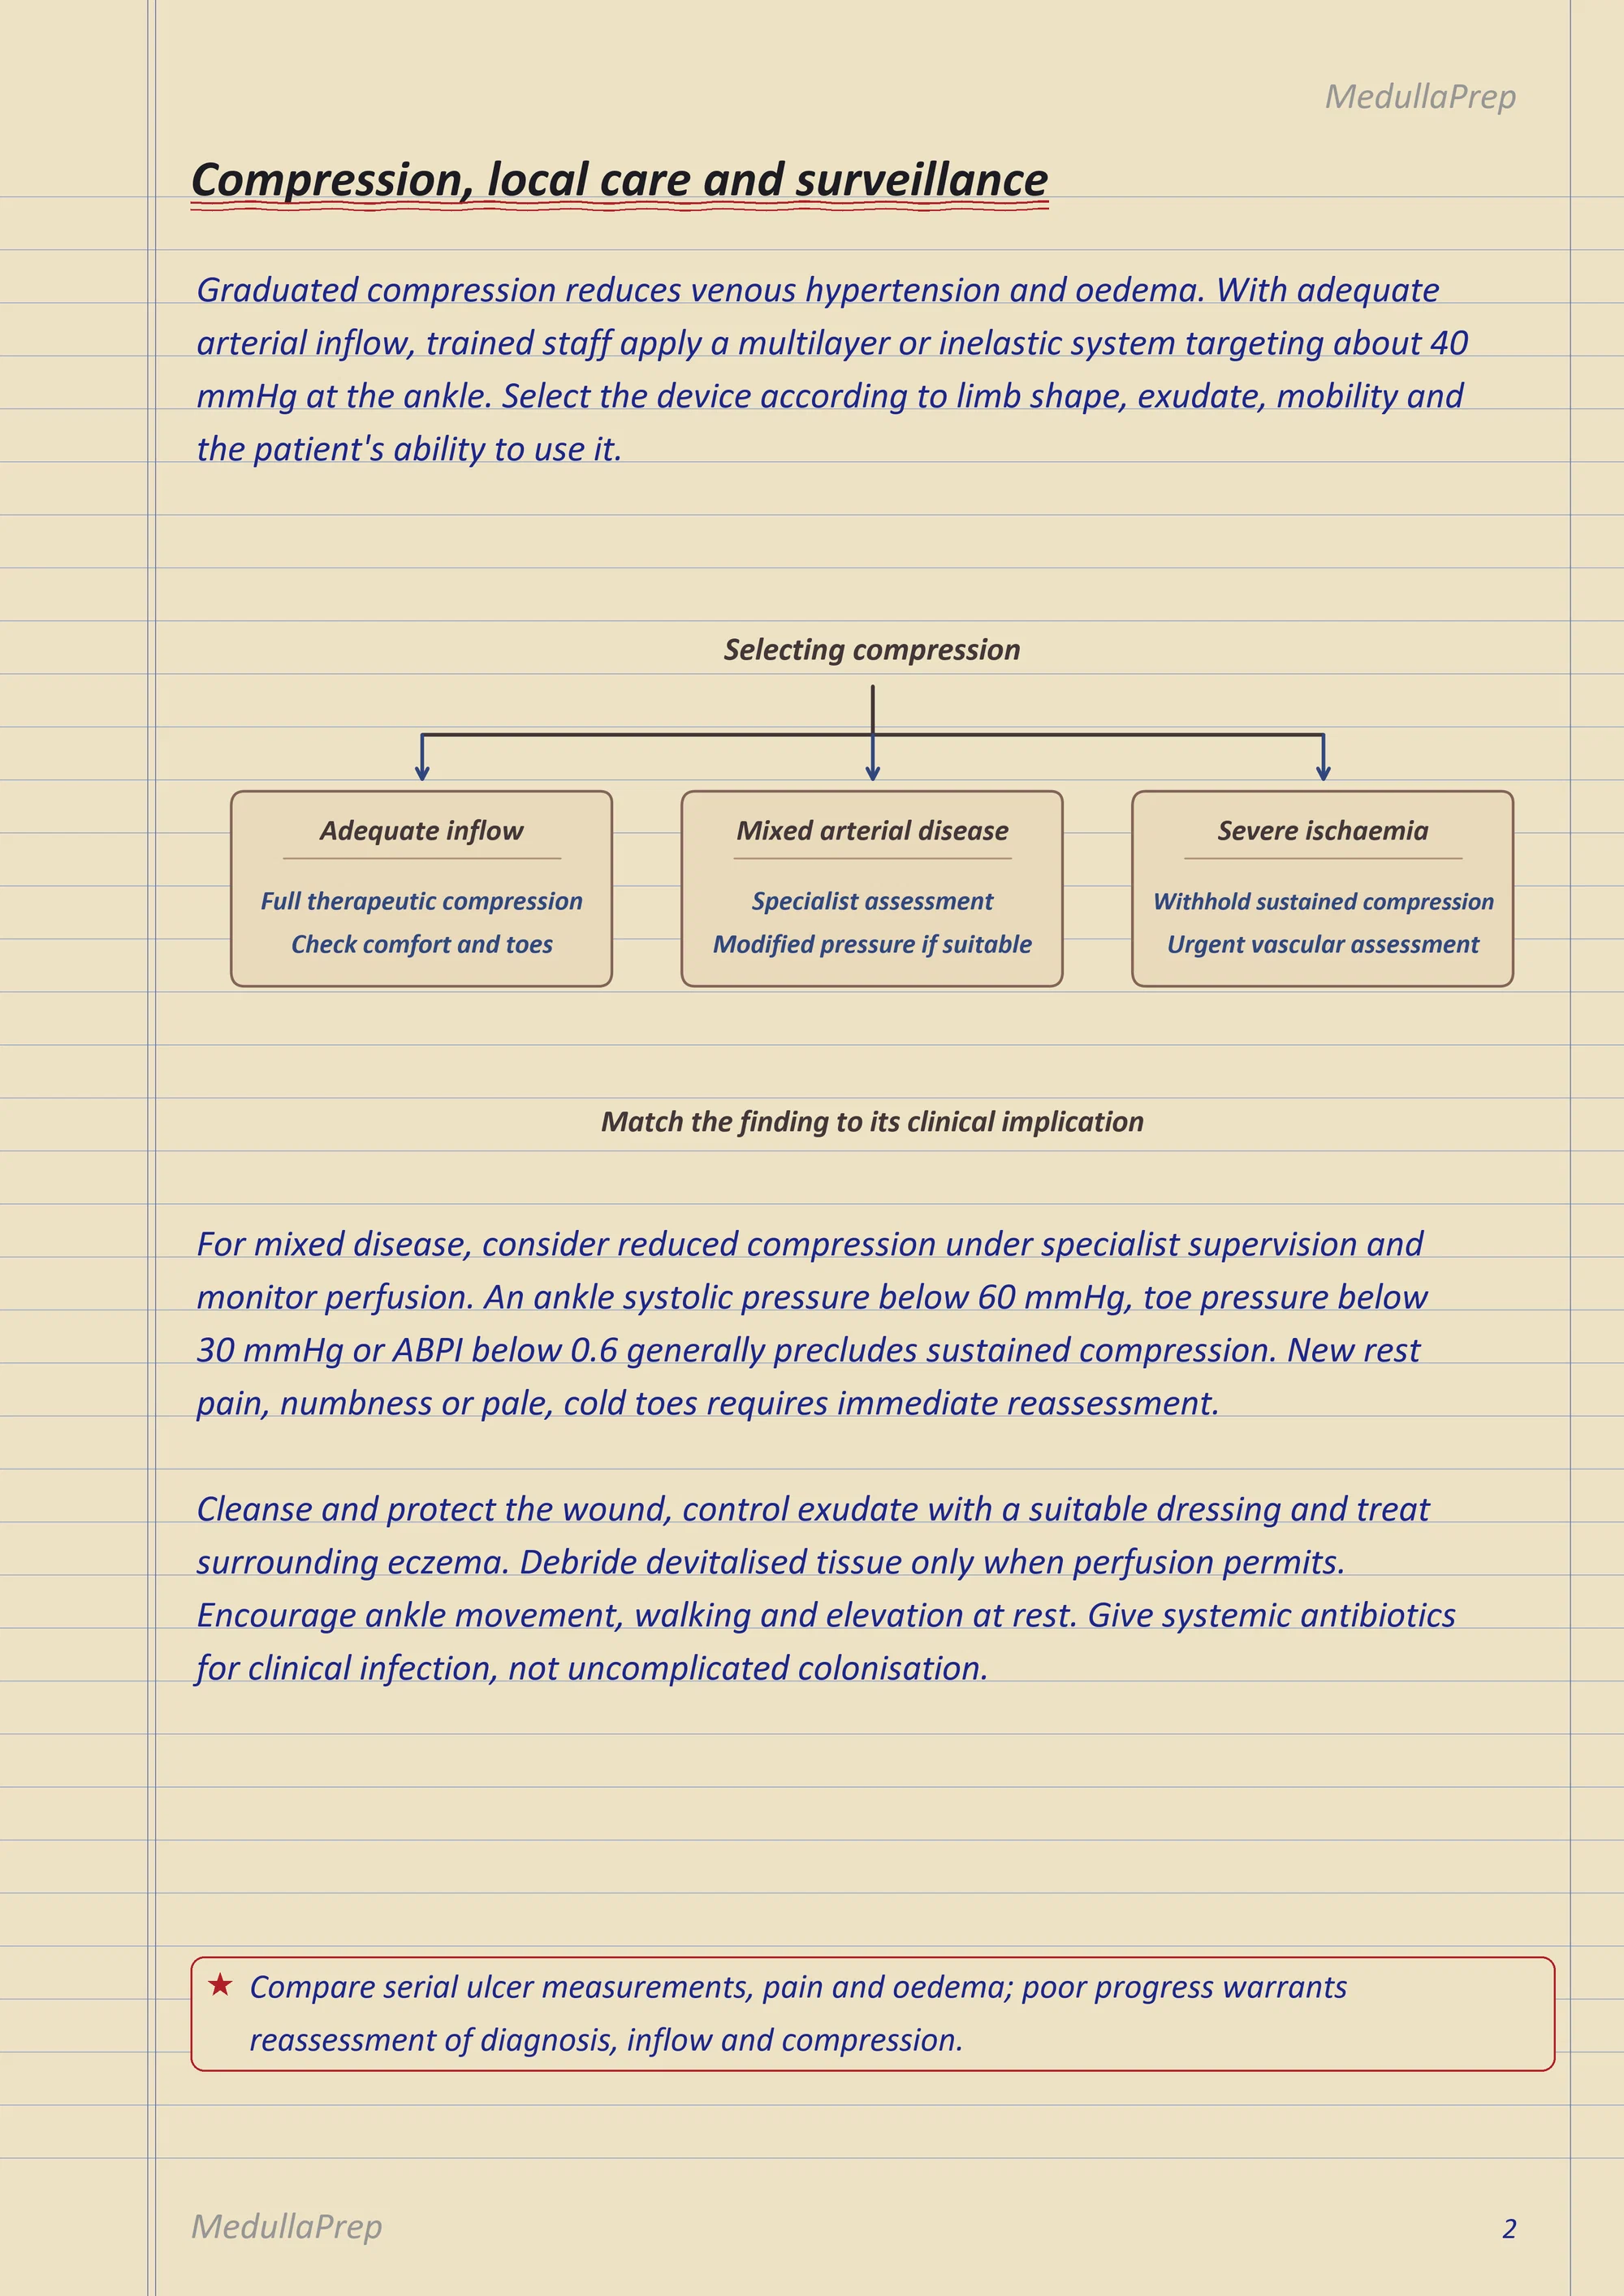 MedullaPrep
Compression, local care and surveillance
Graduated compression reduces venous hypertension and oedema. With adequate
arterial inflow, trained staff apply a multilayer or inelastic system targeting about 40
mmHg at the ankle. Select the device according to limb shape, exudate, mobility and
the patient's ability to use it.
Selecting compression
Adequate inflow
Full therapeutic compression
Check comfort and toes
Mixed arterial disease
Specialist assessment
Modified pressure if suitable
Severe ischaemia
Withhold sustained compression
Urgent vascular assessment
Match the finding to its clinical implication
For mixed disease, consider reduced compression under specialist supervision and
monitor perfusion. An ankle systolic pressure below 60 mmHg, toe pressure below
30 mmHg or ABPI below 0.6 generally precludes sustained compression. New rest
pain, numbness or pale, cold toes requires immediate reassessment.
Cleanse and protect the wound, control exudate with a suitable dressing and treat
surrounding eczema. Debride devitalised tissue only when perfusion permits.
Encourage ankle movement, walking and elevation at rest. Give systemic antibiotics
for clinical infection, not uncomplicated colonisation.
★ Compare serial ulcer measurements, pain and oedema; poor progress warrants
reassessment of diagnosis, inflow and compression.
MedullaPrep
2